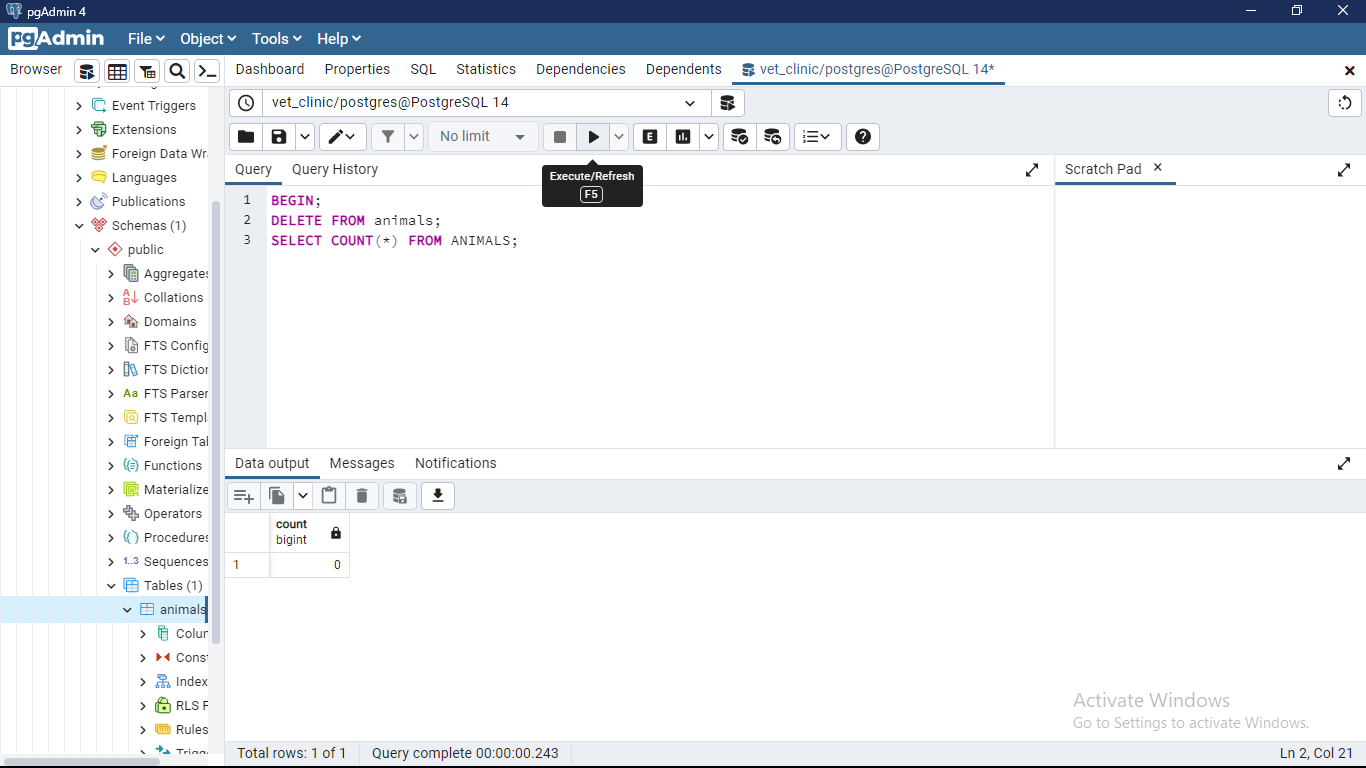 pgAdmin 4
pgAdmin File Object Tools Help
Browser Dashboard Properties SQL Statistics Dependencies Dependents vet_clinic/postgres@PostgreSQL 14*
Event Triggers
Extensions
Foreign Data Wr
Languages
Publications
Schemas (1)
public
Aggregates
Collations
Domains
FTS Config
FTS Diction
Aa FTS Parser
FTS Templ
Foreign Tal
Functions
Materialize
Operators
Procedures
1..3 Sequences
Tables (1)
animals
Colur
Const
Index
RLS F
Rules
Trigg
vet_clinic/postgres@PostgreSQL 14
No limit
Query Query History
Execute/Refresh
F5
Scratch Pad
1 BEGIN;
2 DELETE FROM animals;
3 SELECT COUNT(*) FROM ANIMALS;
Data output Messages Notifications
count
bigint
1 0
Activate Windows
Go to Settings to activate Windows.
Total rows: 1 of 1 Query complete 00:00:00.243 Ln 2, Col 21